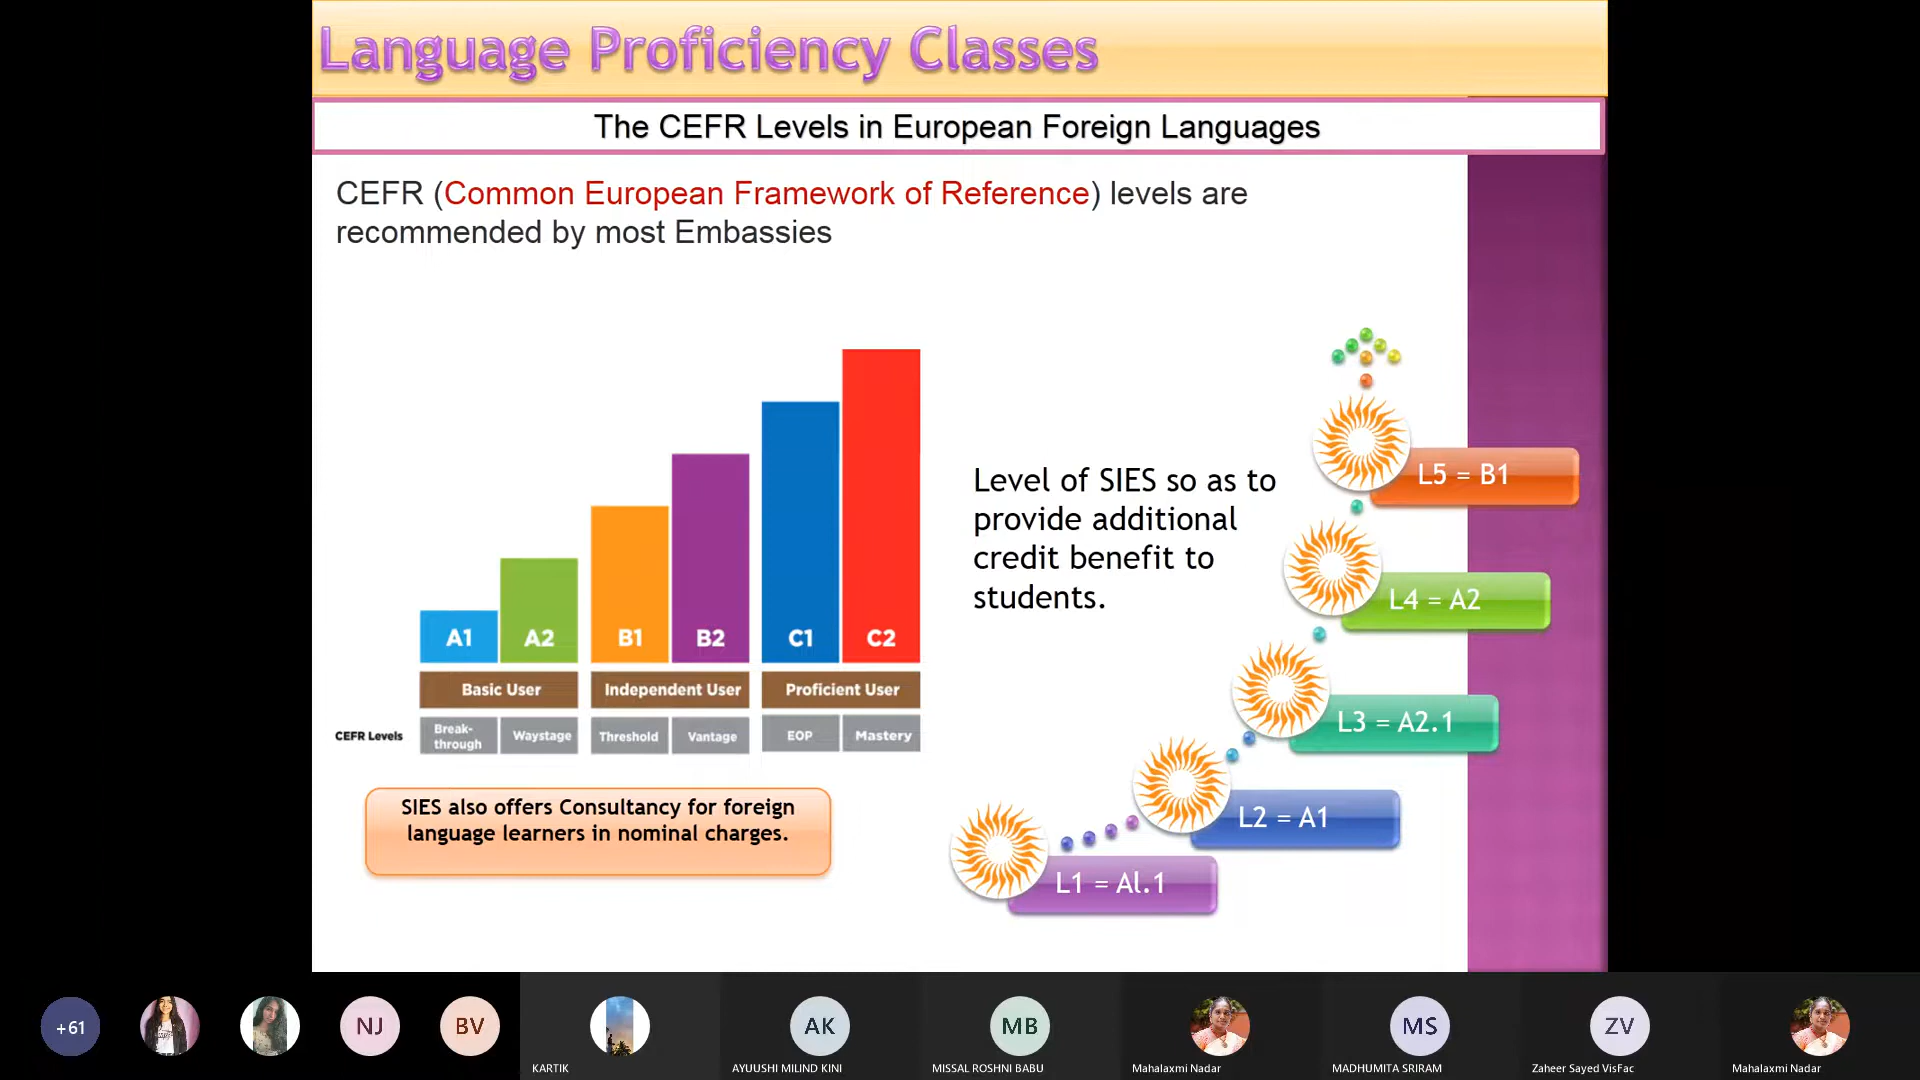 Language Proficiency Classes
The CEFR Levels in European Foreign Languages
CEFR (Common European Framework of Reference) levels are
recommended by most Embassies
A1
A2
B1
B2
C1
C2
Basic User
Independent User
Proficient User
CEFR Levels
Break-
through
Waystage
Threshold
Vantage
EOP
Mastery
SIES also offers Consultancy for foreign
language learners in nominal charges.
Level of SIES so as to
provide additional
credit benefit to
students.
L5 = B1
L4 = A2
L3 = A2.1
L2 = A1
L1 = Al.1
+61
NJ
BV
KARTIK
AK
AYUUSHI MILIND KINI
MB
MISSAL ROSHNI BABU
Mahalaxmi Nadar
MS
MADHUMITA SRIRAM
ZV
Zaheer Sayed VisFac
Mahalaxmi Nadar